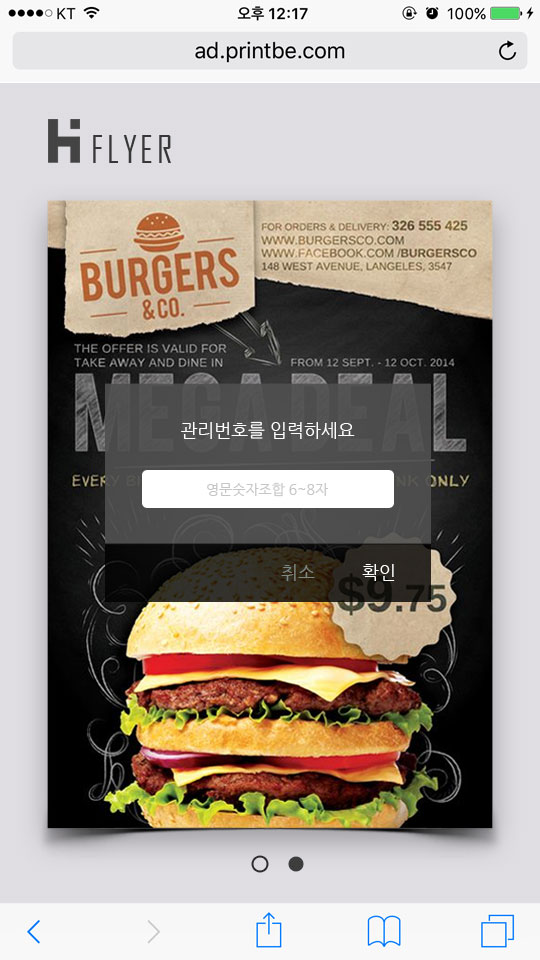 KT
오후 12:17
100%
ad.printbe.com
Hi FLYER
BURGERS
&CO.
FOR ORDERS & DELIVERY: 326 555 425
WWW.BURGERSCO.COM
WWW.FACEBOOK.COM /BURGERSCO
148 WEST AVENUE, LANGELES, 3547
THE OFFER IS VALID FOR
TAKE AWAY AND DINE IN
FROM 12 SEPT. - 12 OCT. 2014
MEGA DEAL
관리번호를 입력하세요
EVERY
ONLY
영문숫자조합 6~8자
취소
확인
$9.75